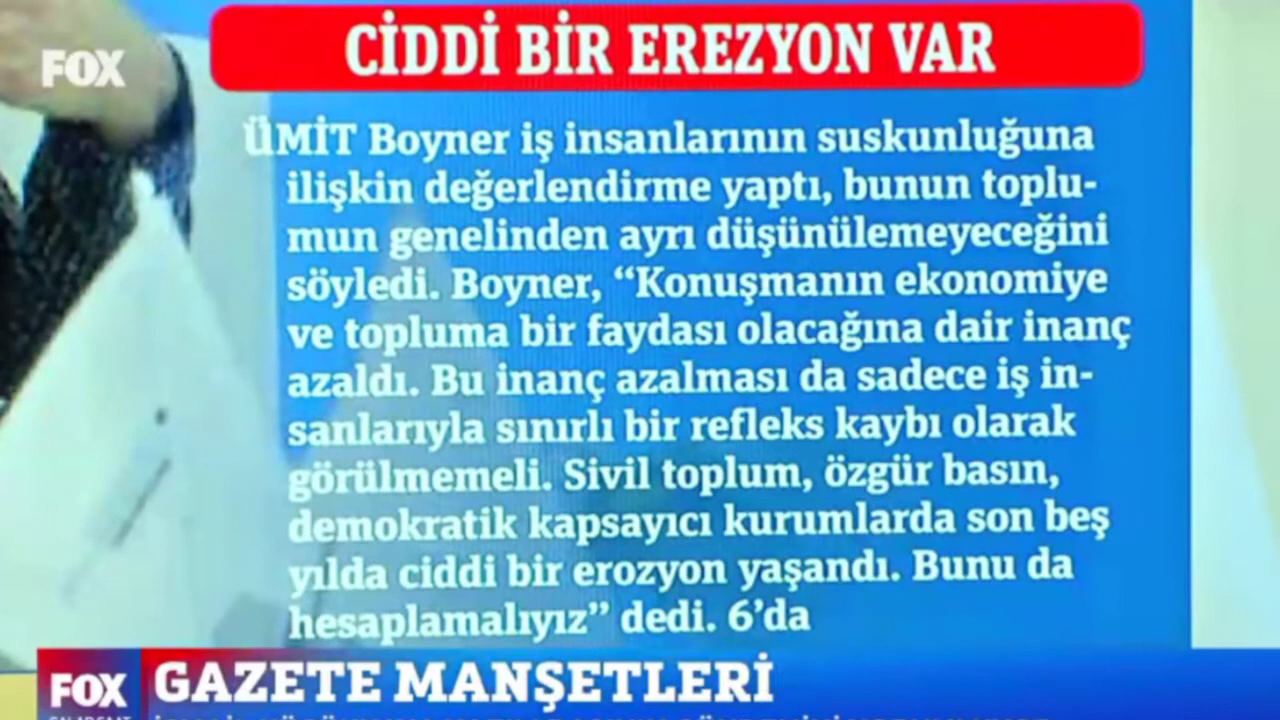 FOX
CİDDİ BİR EREZYON VAR
ÜMİT Boyner iş insanlarının suskunluğuna
ilişkin değerlendirme yaptı, bunun toplu-
mun genelinden ayrı düşünülemeyeceğini
söyledi. Boyner, “Konuşmanın ekonomiye
ve topluma bir faydası olacağına dair inanç
azaldı. Bu inanç azalması da sadece iş in-
sanlarıyla sınırlı bir refleks kaybı olarak
görülmemeli. Sivil toplum, özgür basın,
demokratik kapsayıcı kurumlarda son beş
yılda ciddi bir erozyon yaşandı. Bunu da
hesaplamalıyız” dedi. 6’da
FOX GAZETE MANŞETLERİ